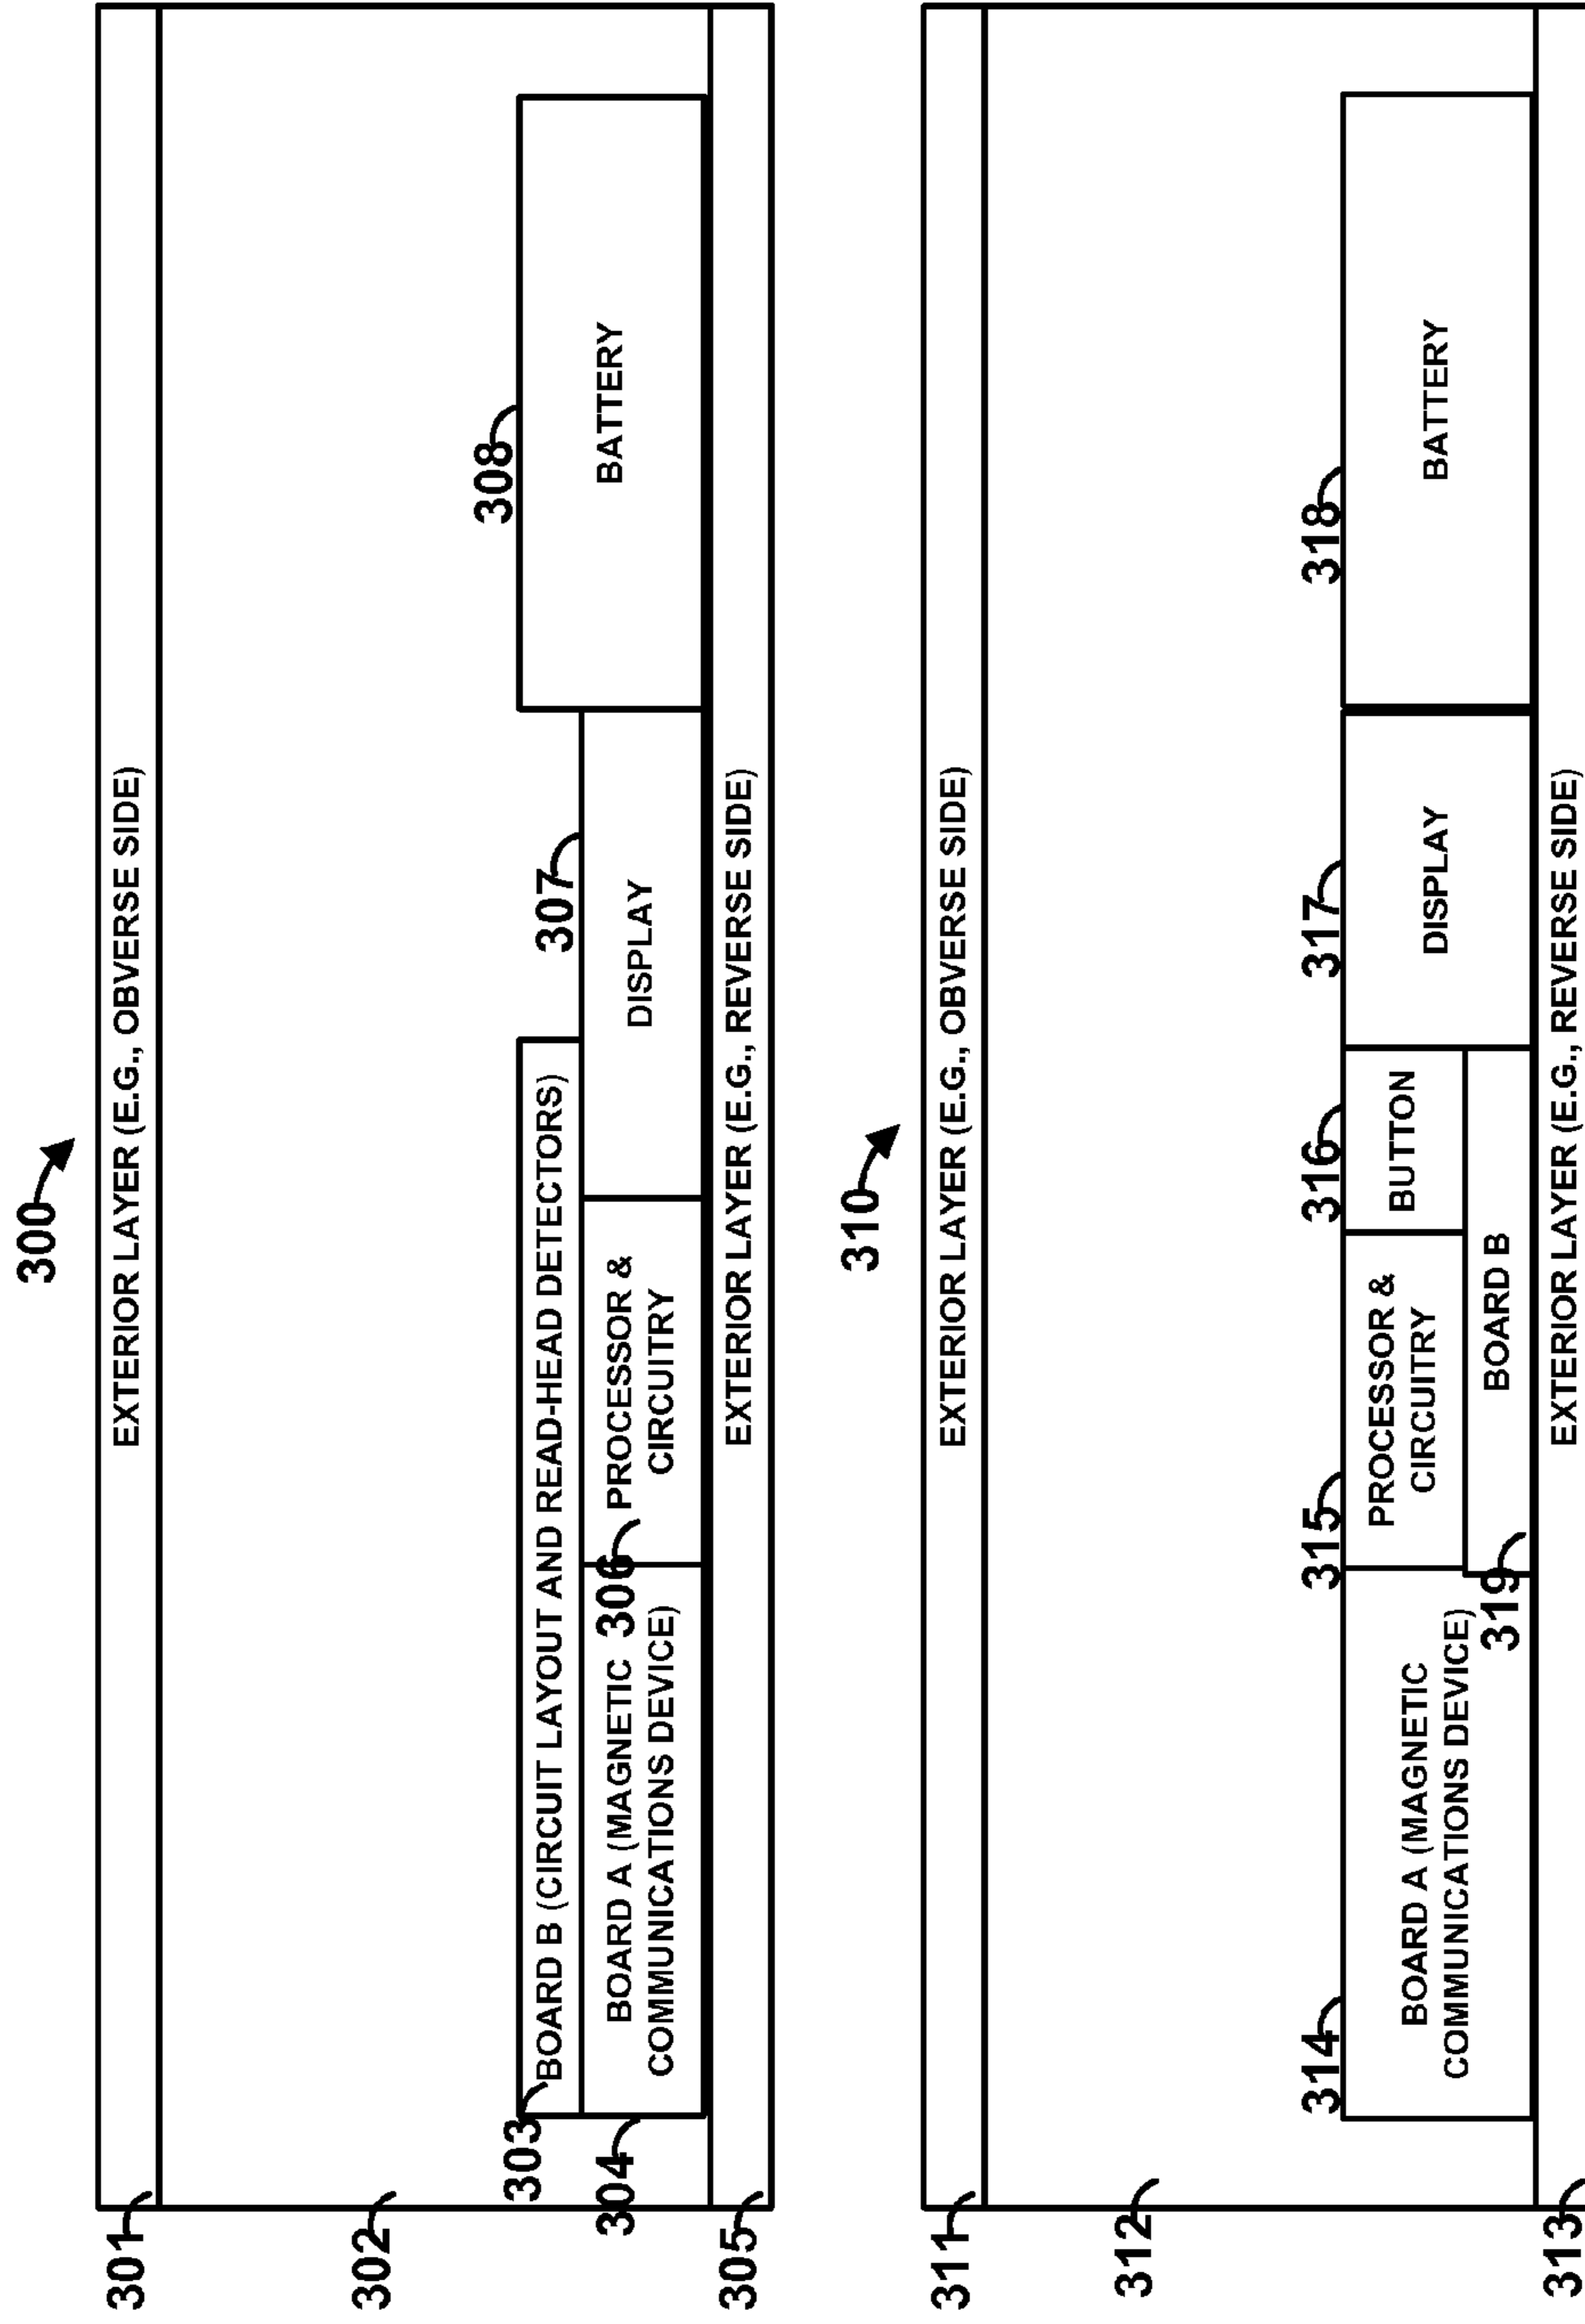 300
301
EXTERIOR LAYER (E.G., OBVERSE SIDE)
302
308
303
BOARD B (CIRCUIT LAYOUT AND READ-HEAD DETECTORS)
307
304
BOARD A (MAGNETIC
COMMUNICATIONS DEVICE)
306
PROCESSOR &
CIRCUITRY
DISPLAY
BATTERY
305
EXTERIOR LAYER (E.G., REVERSE SIDE)
310
311
EXTERIOR LAYER (E.G., OBVERSE SIDE)
312
314
315
316
317
318
BOARD A (MAGNETIC
COMMUNICATIONS DEVICE)
PROCESSOR &
CIRCUITRY
BUTTON
DISPLAY
BATTERY
319
BOARD B
313
EXTERIOR LAYER (E.G., REVERSE SIDE)